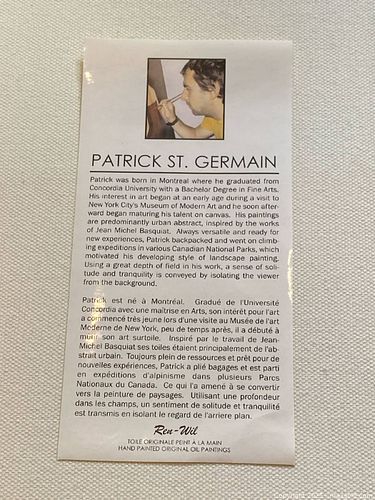 PATRICK ST. GERMAIN
Patrick was born in Montreal where he graduated from
Concordia University with a Bachelor Degree in Fine Arts.
His interest in art began at an early age during a visit to
New York City's Museum of Modern Art and he soon after-
ward began maturing his talent on canvas. His paintings
are predominantly urban abstract, inspired by the works
of Jean Michel Basquiat. Always versatile and ready for
new experiences, Patrick backpacked and went on climb-
ing expeditions in various Canadian National Parks, which
motivated his developing style of landscape painting.
Using a great depth of field in his work, a sense of soli-
tude and tranquility is conveyed by isolating the viewer
from the background.
Patrick est né à Montréal. Gradué de l'Université
Concordia avec une maitrise en Arts, son intérêt pour l'art
a commencé très jeune lors d'une visite au Musée de l'art
Moderne de New York, peu de temps après, il a débuté à
murir son art surtoile. Inspiré par le travail de Jean-
Michel Basquiat ses toiles étaient principalement de l'ab-
strait urbain. Toujours plein de ressources et prêt pour de
nouvelles expériences, Patrick a plié bagages et est parti
en expéditions d'alpinisme dans plusieurs Parcs
Nationaux du Canada. Ce qui l'a amené à se convertir
vers la peinture de paysages. Utilisant une profondeur
dans les champs, un sentiment de solitude et tranquilité
est transmis en isolant le regard de l'arriere plan.
Ren-Wil
TOILE ORIGINALE PEINT A LA MAIN
HAND PAINTED ORIGINAL OIL PAINTINGS